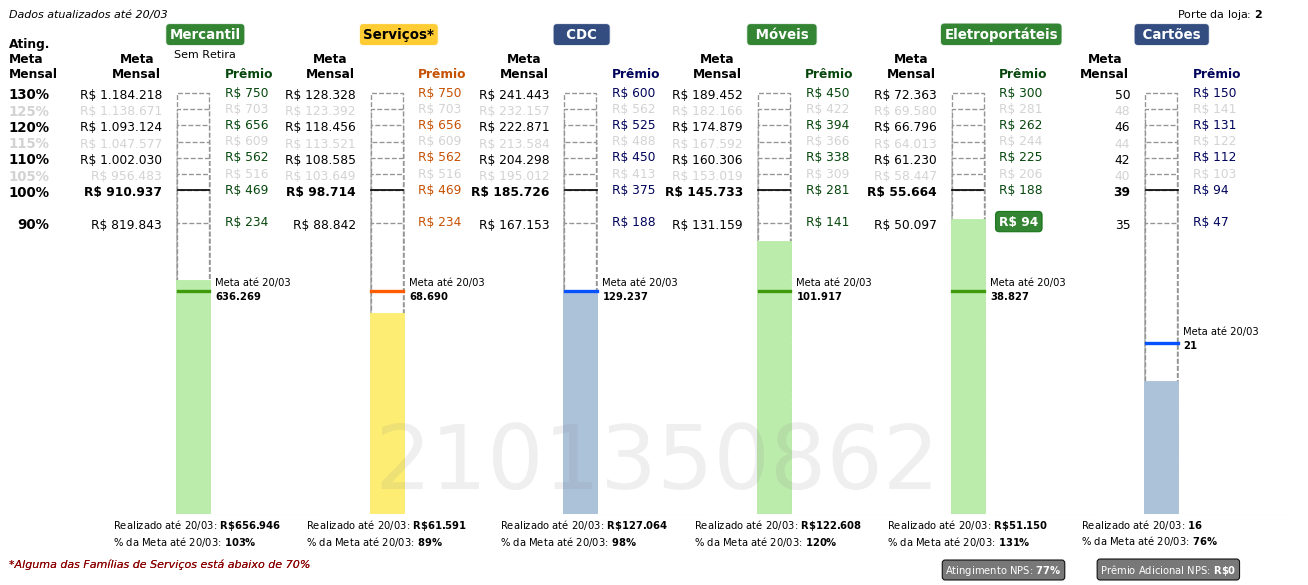 Dados atualizados até 20/03
Porte da loja: 2
Mercantil Serviços* CDC Móveis Eletroportáteis Cartões
Sem Retira
Ating. Meta Mensal
Meta Mensal Prêmio Meta Mensal Prêmio Meta Mensal Prêmio Meta Mensal Prêmio Meta Mensal Prêmio Meta Mensal Prêmio
130% R$ 1.184.218 R$ 750 R$ 128.328 R$ 750 R$ 241.443 R$ 600 R$ 189.452 R$ 450 R$ 72.363 R$ 300 50 R$ 150
125% R$ 1.138.671 R$ 703 R$ 123.392 R$ 703 R$ 232.157 R$ 562 R$ 182.166 R$ 422 R$ 69.580 R$ 281 48 R$ 141
120% R$ 1.093.124 R$ 656 R$ 118.456 R$ 656 R$ 222.871 R$ 525 R$ 174.879 R$ 394 R$ 66.796 R$ 262 46 R$ 131
115% R$ 1.047.577 R$ 609 R$ 113.521 R$ 609 R$ 213.584 R$ 488 R$ 167.592 R$ 366 R$ 64.013 R$ 244 44 R$ 122
110% R$ 1.002.030 R$ 562 R$ 108.585 R$ 562 R$ 204.298 R$ 450 R$ 160.306 R$ 338 R$ 61.230 R$ 225 42 R$ 112
105% R$ 956.483 R$ 516 R$ 103.649 R$ 516 R$ 195.012 R$ 413 R$ 153.019 R$ 309 R$ 58.447 R$ 206 40 R$ 103
100% R$ 910.937 R$ 469 R$ 98.714 R$ 469 R$ 185.726 R$ 375 R$ 145.733 R$ 281 R$ 55.664 R$ 188 39 R$ 94
90% R$ 819.843 R$ 234 R$ 88.842 R$ 234 R$ 167.153 R$ 188 R$ 131.159 R$ 141 R$ 50.097 R$ 94 35 R$ 47
Meta até 20/03 Meta até 20/03 Meta até 20/03 Meta até 20/03 Meta até 20/03
636.269 68.690 129.237 101.917 38.827
Meta até 20/03
21
2101350862
Realizado até 20/03: R$656.946 Realizado até 20/03: R$61.591 Realizado até 20/03: R$127.064 Realizado até 20/03: R$122.608 Realizado até 20/03: R$51.150 Realizado até 20/03: 16
% da Meta até 20/03: 103% % da Meta até 20/03: 89% % da Meta até 20/03: 98% % da Meta até 20/03: 120% % da Meta até 20/03: 131% % da Meta até 20/03: 76%
*Alguma das Famílias de Serviços está abaixo de 70%
Atingimento NPS: 77% Prêmio Adicional NPS: R$0